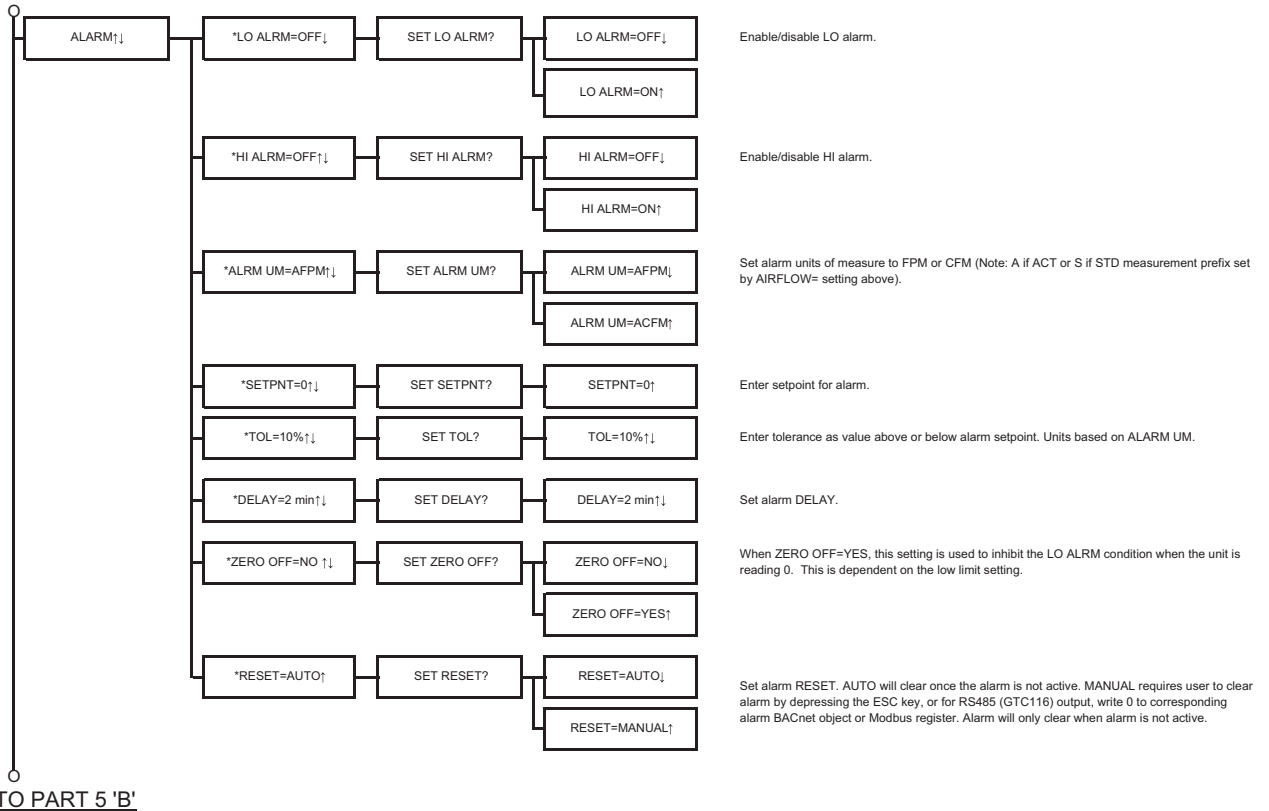 ALARM↑↓
*LO ALRM=OFF↓
SET LO ALRM?
LO ALRM=OFF↓
Enable/disable LO alarm.
LO ALRM=ON↑
*HI ALRM=OFF↑↓
SET HI ALRM?
HI ALRM=OFF↓
Enable/disable HI alarm.
HI ALRM=ON↑
*ALRM UM=AFPM↑↓
SET ALRM UM?
ALRM UM=AFPM↓
Set alarm units of measure to FPM or CFM (Note: A if ACT or S if STD measurement prefix set
by AIRFLOW= setting above).
ALRM UM=ACFM↑
*SETPNT=0↑↓
SET SETPNT?
SETPNT=0↑
Enter setpoint for alarm.
*TOL=10%↑↓
SET TOL?
TOL=10%↑↓
Enter tolerance as value above or below alarm setpoint. Units based on ALARM UM.
*DELAY=2 min↑↓
SET DELAY?
DELAY=2 min↑↓
Set alarm DELAY.
*ZERO OFF=NO ↑↓
SET ZERO OFF?
ZERO OFF=NO↓
When ZERO OFF=YES, this setting is used to inhibit the LO ALRM condition when the unit is
reading 0. This is dependent on the low limit setting.
ZERO OFF=YES↑
*RESET=AUTO↑
SET RESET?
RESET=AUTO↓
Set alarm RESET. AUTO will clear once the alarm is not active. MANUAL requires user to clear
alarm by depressing the ESC key, or for RS485 (GTC116) output, write 0 to corresponding
alarm BACnet object or Modbus register. Alarm will only clear when alarm is not active.
RESET=MANUAL↑
TO PART 5 'B'